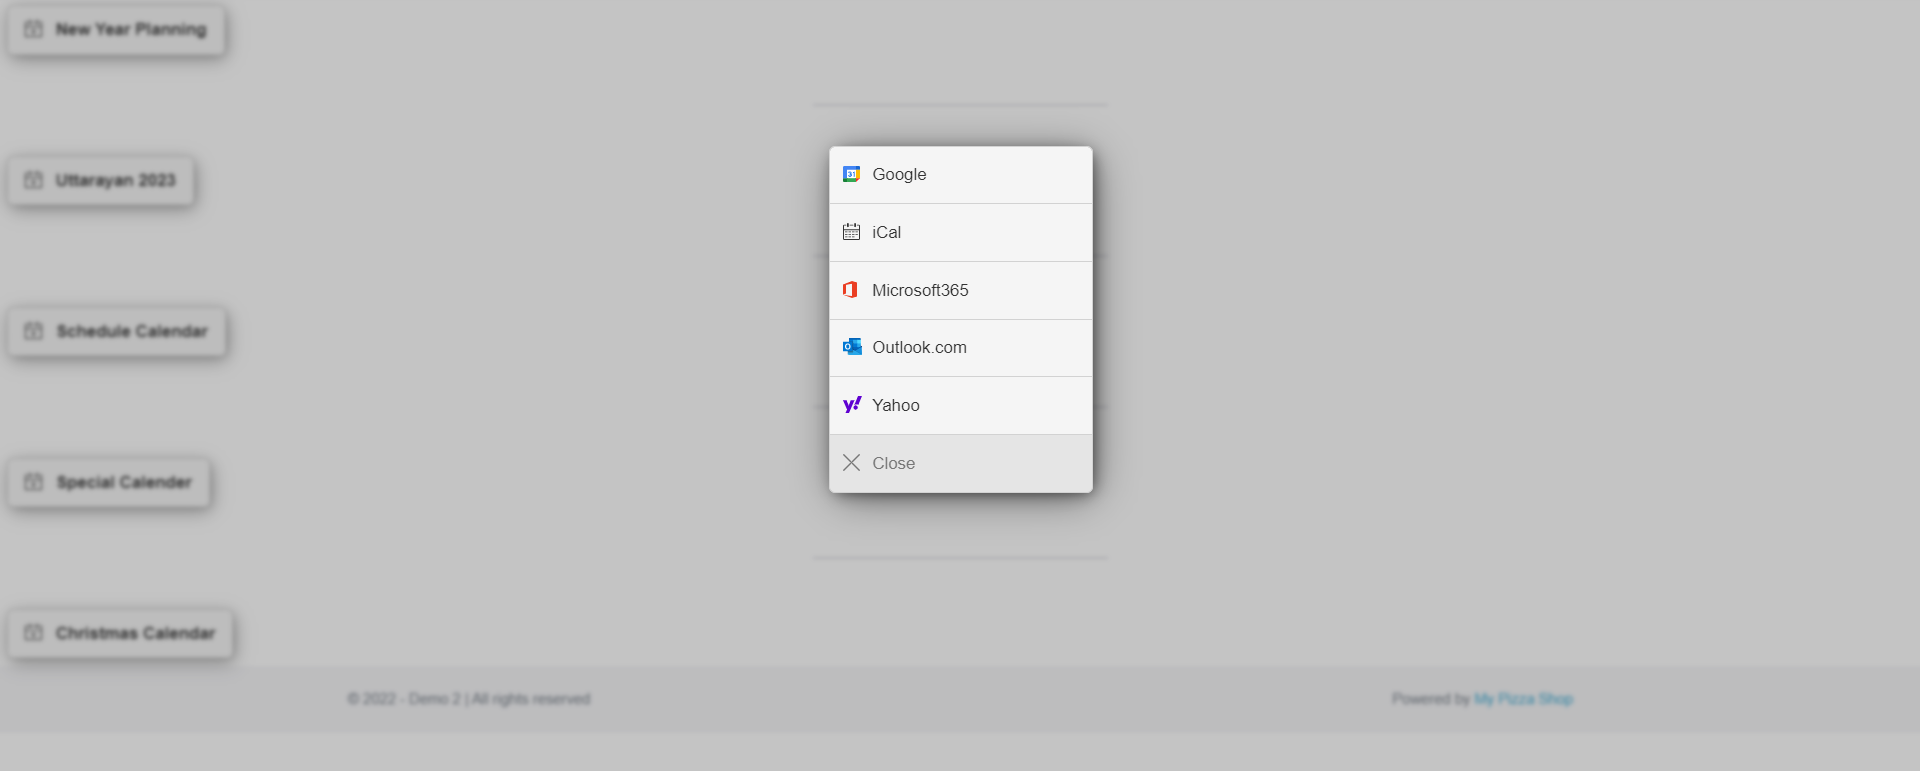 New Year Planning
Uttarayan 2023
Schedule Calendar
Special Calender
Christmas Calendar
Google
iCal
Microsoft365
Outlook.com
Yahoo
Close
© 2022 - Demo 2 | All rights reserved
Powered by My Pizza Shop